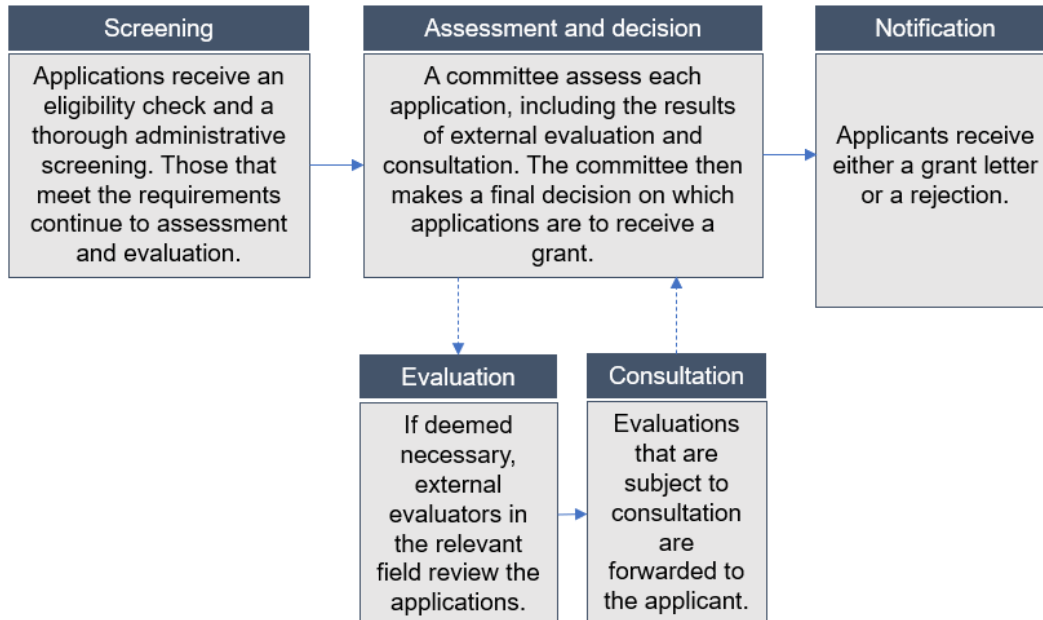 Screening
Applications receive an
eligibility check and a
thorough administrative
screening. Those that
meet the requirements
continue to assessment
and evaluation.
Assessment and decision
A committee assess each
application, including the results
of external evaluation and
consultation. The committee then
makes a final decision on which
applications are to receive a
grant.
Notification
Applicants receive
either a grant letter
or a rejection.
Evaluation
If deemed
necessary,
external
evaluators in
the relevant
field review the
applications.
Consultation
Evaluations
that are
subject to
consultation
are
forwarded to
the applicant.